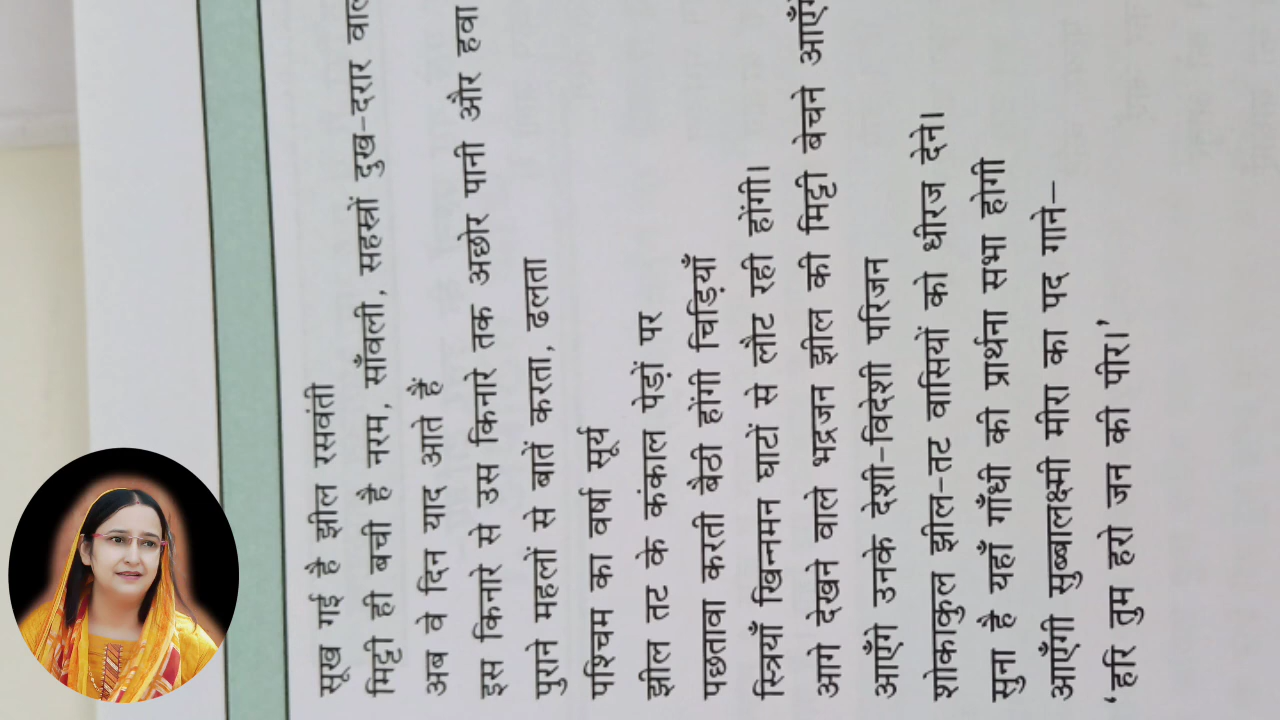 सूख गई है झील रसवंती
मिट्टी ही बची है नरम, साँवली, सहस्त्रों दुख-दरार
अब वे दिन याद आते हैं
इस किनारे से उस किनारे तक अछोर पानी और हवा
पुराने महलों से बातें करता, ढलता
पश्चिम का वर्षा सूर्य
झील तट के कंकाल पेड़ों पर
पछतावा करती बैठी होंगी चिड़ियाँ
स्त्रियाँ खिन्नमन घाटों से लौट रही होंगी।
आगे देखने वाले भद्रजन झील की मिट्टी बेचने
आएँगे उनके देशी-विदेशी परिजन
शोकाकुल झील-तट वासियों को धीरज देने।
सुना है यहाँ गाँधी की प्रार्थना सभा होगी
आएँगी सुब्बालक्ष्मी मीरा का पद गाने–
'हरि तुम हरो जन की पीर।'